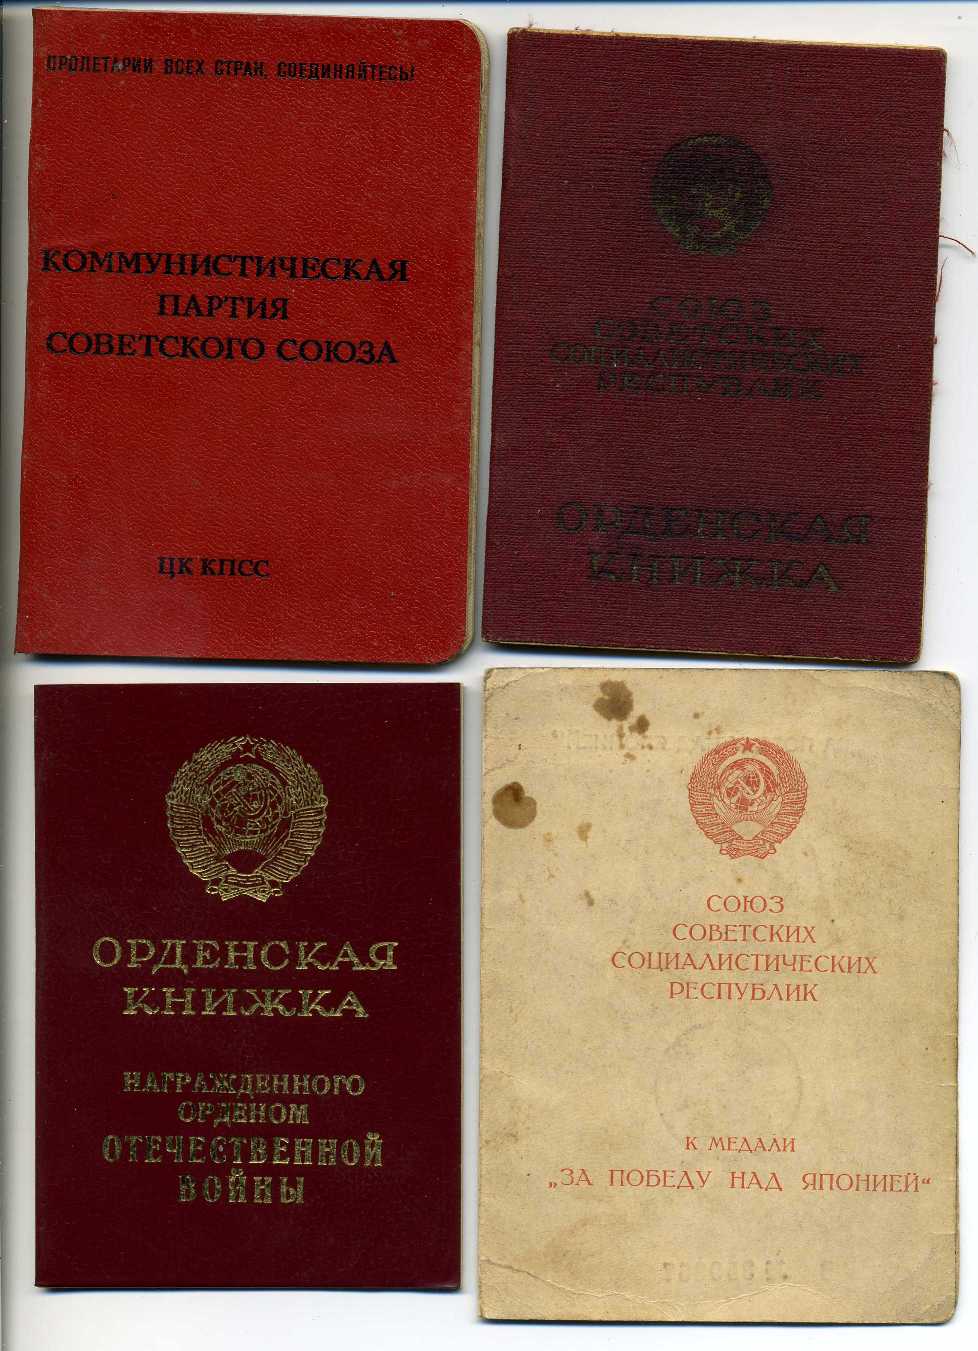 ПРОЛЕТАРИИ ВСЕХ СТРАН, СОЕДИНЯЙТЕСЬ!
КОММУНИСТИЧЕСКАЯ
ПАРТИЯ
СОВЕТСКОГО СОЮЗА
ЦК КПСС
СОЮЗ
СОВЕТСКИХ
СОЦИАЛИСТИЧЕСКИХ
РЕСПУБЛИК
ОРДЕНСКАЯ
КНИЖКА
ОРДЕНСКАЯ
КНИЖКА
НАГРАЖДЕННОГО
ОРДЕНОМ
ОТЕЧЕСТВЕННОЙ
ВОЙНЫ
СОЮЗ
СОВЕТСКИХ
СОЦИАЛИСТИЧЕСКИХ
РЕСПУБЛИК
К МЕДАЛИ
„ЗА ПОБЕДУ НАД ЯПОНИЕЙ“